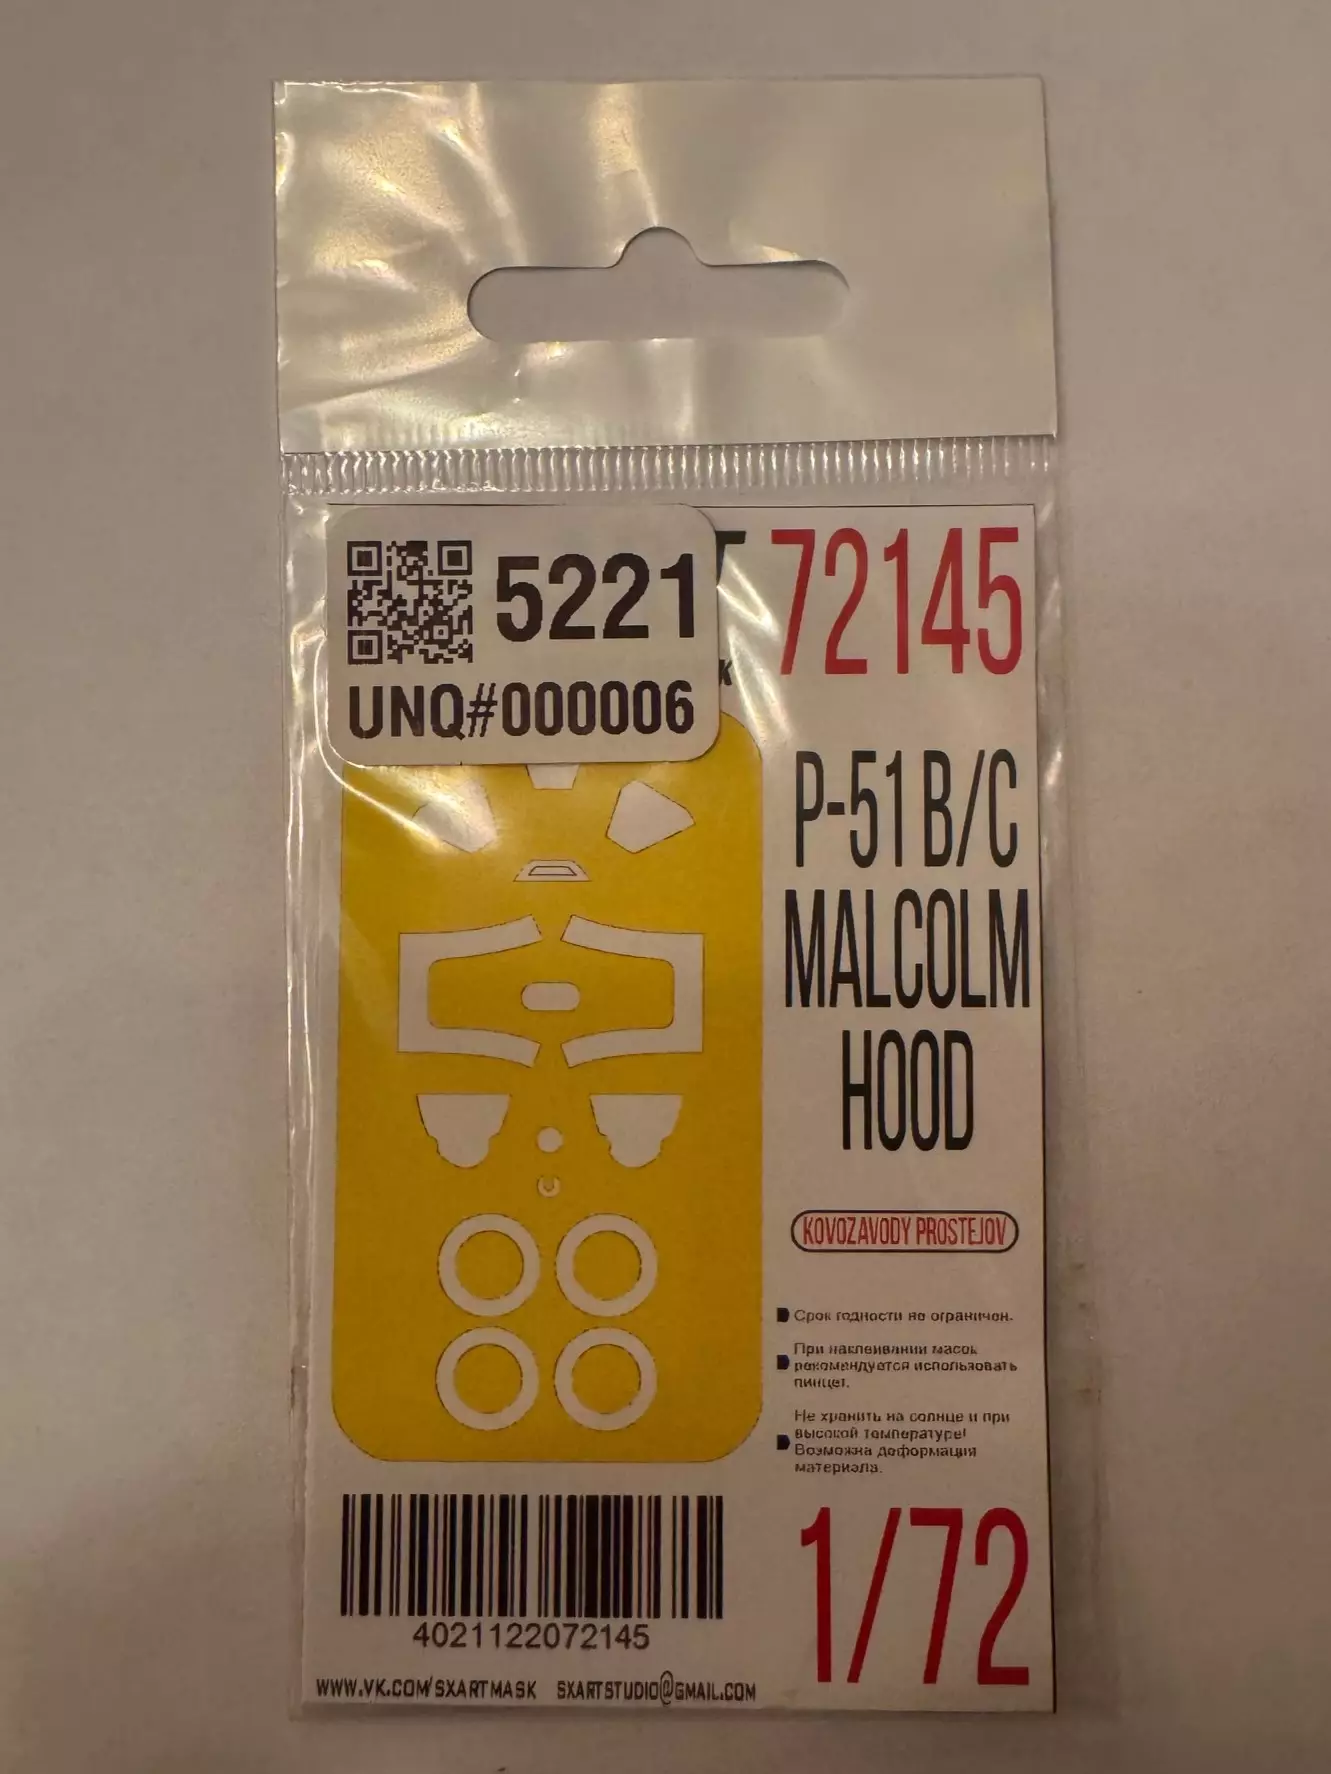 5221
UNQ#000006
72145
P-51 B/C
MALCOLM
HOOD
KOVOZAVODY PROSTEJOV
Срок годности не ограничен.
При наклеивании масок
рекомендуется использовать
пинцет.
Не хранить на солнце и при
высокой температуре!
Возможна деформация
материала.
1/72
4021122072145
WWW.VK.COM/SXARTMASK SXARTSTUDIO@GMAIL.COM